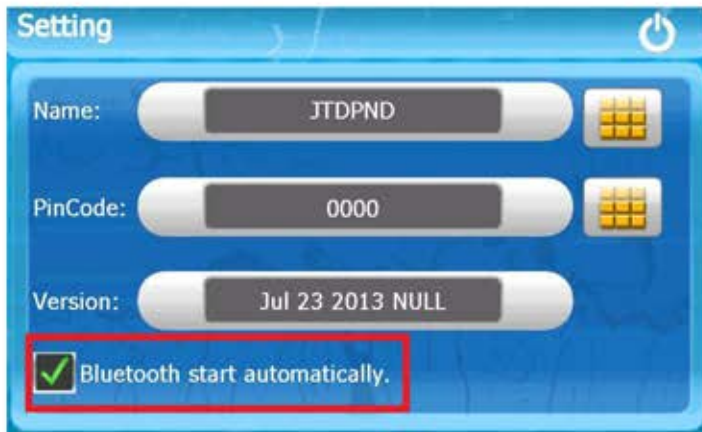 Setting
Name: JTDPND
PinCode: 0000
Version: Jul 23 2013 NULL
Bluetooth start automatically.